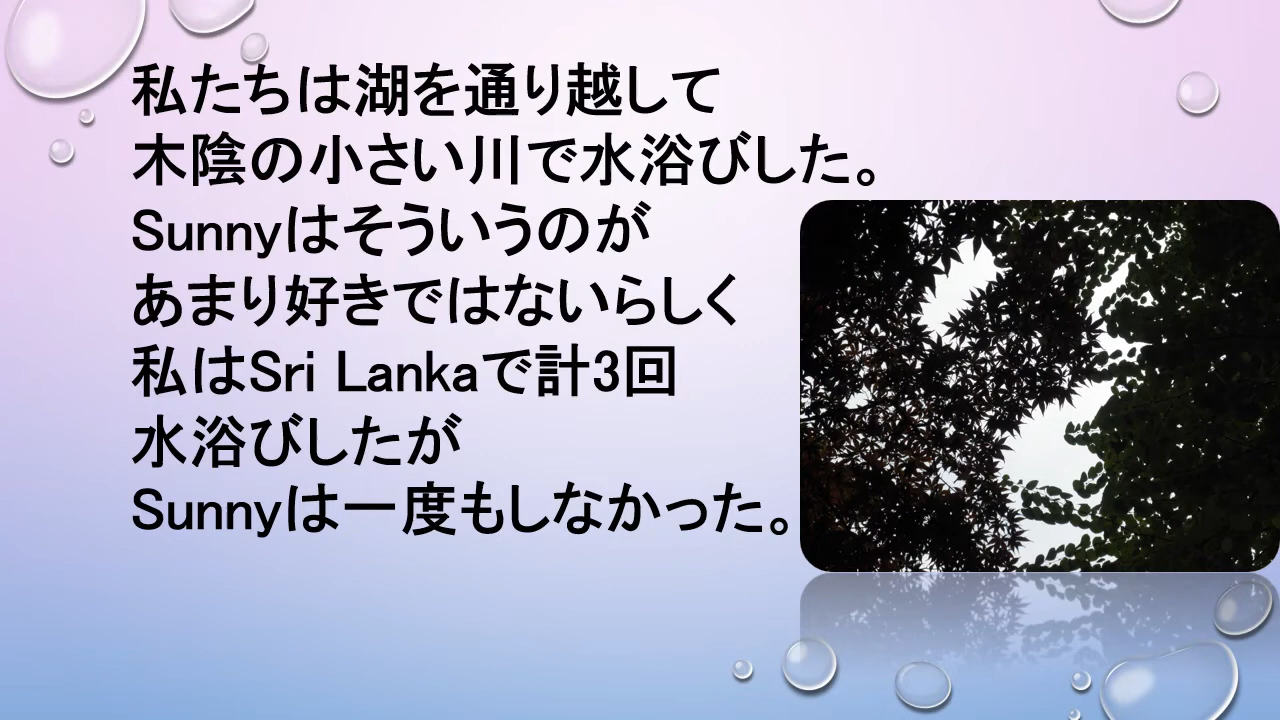 私たちは湖を通り越して
木陰の小さい川で水浴びした。
Sunnyはそういうのが
あまり好きではないらしく
私はSri Lankaで計3回
水浴びしたが
Sunnyは一度もしなかった。